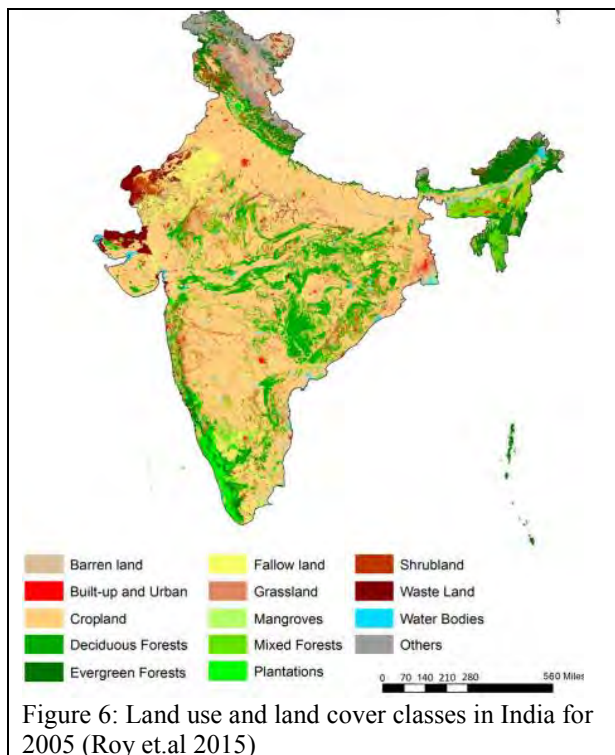 S
Barren land
Fallow land
Shrubland
Built-up and Urban
Grassland
Waste Land
Cropland
Mangroves
Water Bodies
Deciduous Forests
Mixed Forests
Others
Evergreen Forests
Plantations
0 70 140 210 280 560 Miles
Figure 6: Land use and land cover classes in India for
2005 (Roy et.al 2015)